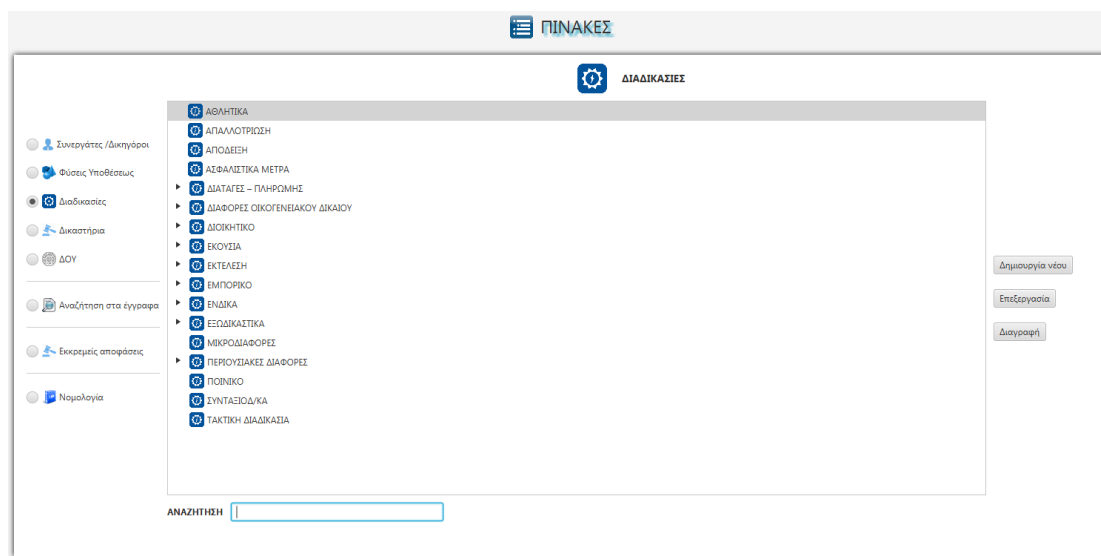 ΠΙΝΑΚΕΣ
ΔΙΑΔΙΚΑΣΙΕΣ
Συνεργάτες /Δικηγόροι
Φύσεις Υποθέσεως
Διαδικασίες
Δικαστήρια
ΔΟΥ
Αναζήτηση στα έγγραφα
Εκκρεμείς αποφάσεις
Νομολογία
ΑΘΛΗΤΙΚΑ
ΑΠΑΛΛΟΤΡΙΩΣΗ
ΑΠΟΔΕΙΞΗ
ΑΣΦΑΛΙΣΤΙΚΑ ΜΕΤΡΑ
ΔΙΑΤΑΓΕΣ – ΠΛΗΡΩΜΗΣ
ΔΙΑΦΟΡΕΣ ΟΙΚΟΓΕΝΕΙΑΚΟΥ ΔΙΚΑΙΟΥ
ΔΙΟΙΚΗΤΙΚΟ
ΕΚΟΥΣΙΑ
ΕΚΤΕΛΕΣΗ
ΕΜΠΟΡΙΚΟ
ΕΝΔΙΚΑ
ΕΞΩΔΙΚΑΣΤΙΚΑ
ΜΙΚΡΟΔΙΑΦΟΡΕΣ
ΠΕΡΙΟΥΣΙΑΚΕΣ ΔΙΑΦΟΡΕΣ
ΠΟΙΝΙΚΟ
ΣΥΝΤΑΞΙΟΔ/ΚΑ
ΤΑΚΤΙΚΗ ΔΙΑΔΙΚΑΣΙΑ
Δημιουργία νέου
Επεξεργασία
Διαγραφή
ΑΝΑΖΗΤΗΣΗ